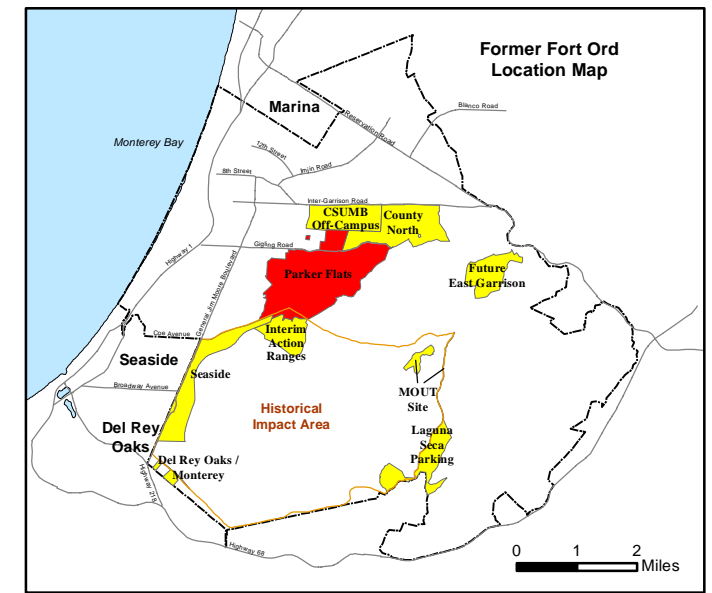 Former Fort Ord
Location Map
Marina
Blanco Road
Reservation Road
Monterey Bay
12th Street
Imjin Road
8th Street
Inter-Garrison Road
CSUMB
Off-Campus
County
North
Gigling Road
Highway 1
General Jim Moore Boulevard
Parker Flats
Future
East Garrison
Coe Avenue
Interim
Action
Ranges
Seaside
Seaside
Broadway Avenue
MOUT
Site
Historical
Impact Area
Del Rey
Oaks
Laguna
Seca
Parking
Del Rey Oaks /
Monterey
Highway 218
Highway 68
0 1 2
Miles